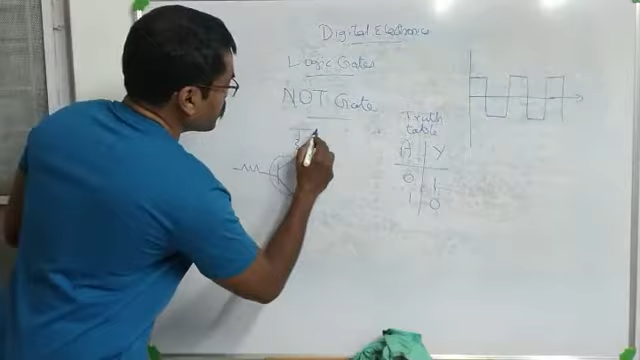 Digital Electronics
Logic Gates
NOT Gate
Truth
table
A Y
0 1
1 0